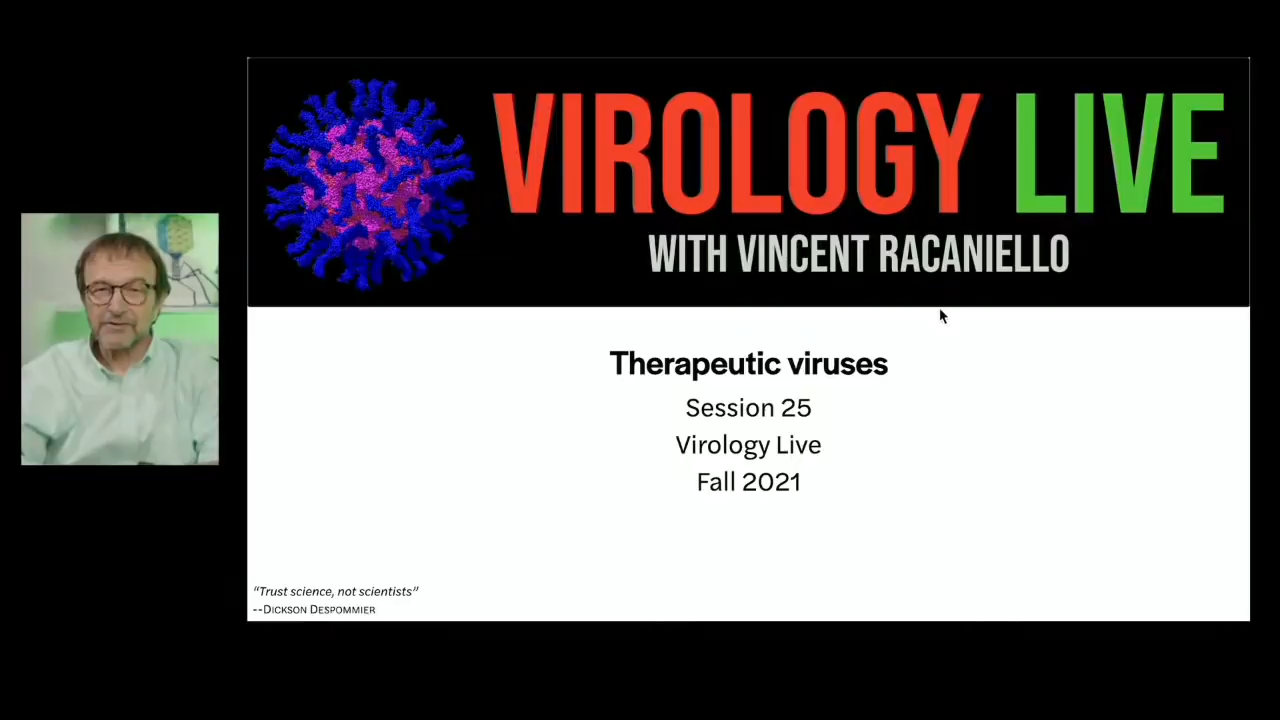 VIROLOGY LIVE
WITH VINCENT RACANIELLO
Therapeutic viruses
Session 25
Virology Live
Fall 2021
“Trust science, not scientists”
--DICKSON DESPOMMIER